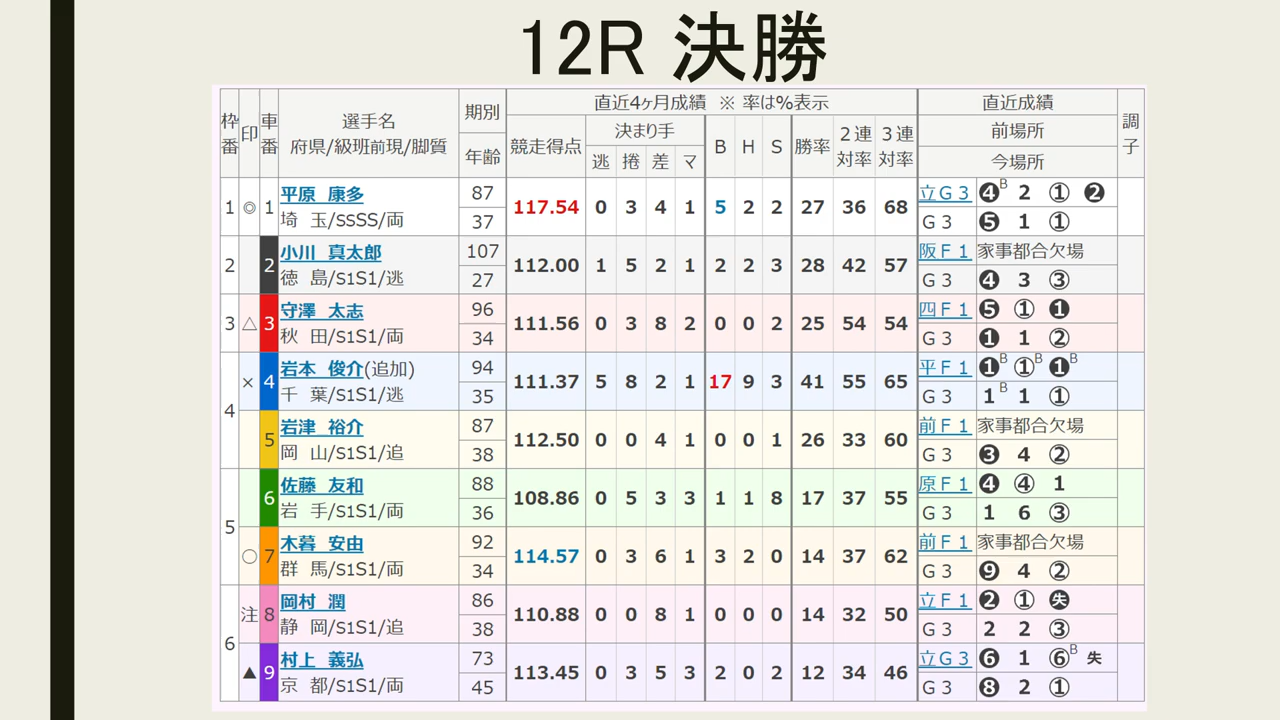 12R 決勝
枠番 印 車番 選手名 府県/級班前現/脚質 期別 年齢 直近4ヶ月成績 ※ 率は%表示 直近成績 調子
競走得点 決まり手 B H S 勝率 2連対率 3連対率 前場所
逃 捲 差 マ 今場所
1 ◎ 1 平原 康多 87 117.54 0 3 4 1 5 2 2 27 36 68 立G3 ❹B 2 ① ❷
埼 玉/SSSS/両 37 G3 ❺ 1 ①
2 2 小川 真太郎 107 112.00 1 5 2 1 2 2 3 28 42 57 阪F1 家事都合欠場
徳 島/S1S1/逃 27 G3 ❹ 3 ③
3 △ 3 守澤 太志 96 111.56 0 3 8 2 0 0 2 25 54 54 四F1 ❺ ① ❶
秋 田/S1S1/両 34 G3 ❶ 1 ②
4 × 4 岩本 俊介(追加) 94 111.37 5 8 2 1 17 9 3 41 55 65 平F1 ❶B ①B ❶B
千 葉/S1S1/逃 35 G3 1B 1 ①
5 岩津 裕介 87 112.50 0 0 4 1 0 0 1 26 33 60 前F1 家事都合欠場
岡 山/S1S1/追 38 G3 ❸ 4 ②
5 6 佐藤 友和 88 108.86 0 5 3 3 1 1 8 17 37 55 原F1 ❹ ④ 1
岩 手/S1S1/両 36 G3 1 6 ③
○ 7 木暮 安由 92 114.57 0 3 6 1 3 2 0 14 37 62 前F1 家事都合欠場
群 馬/S1S1/両 34 G3 ❾ 4 ②
6 注 8 岡村 潤 86 110.88 0 0 8 1 0 0 0 14 32 50 立F1 ❷ ① 失
静 岡/S1S1/追 38 G3 2 2 ③
▲ 9 村上 義弘 73 113.45 0 3 5 3 2 0 2 12 34 46 立G3 ❻ 1 ⑥B 失
京 都/S1S1/両 45 G3 ❽ 2 ①